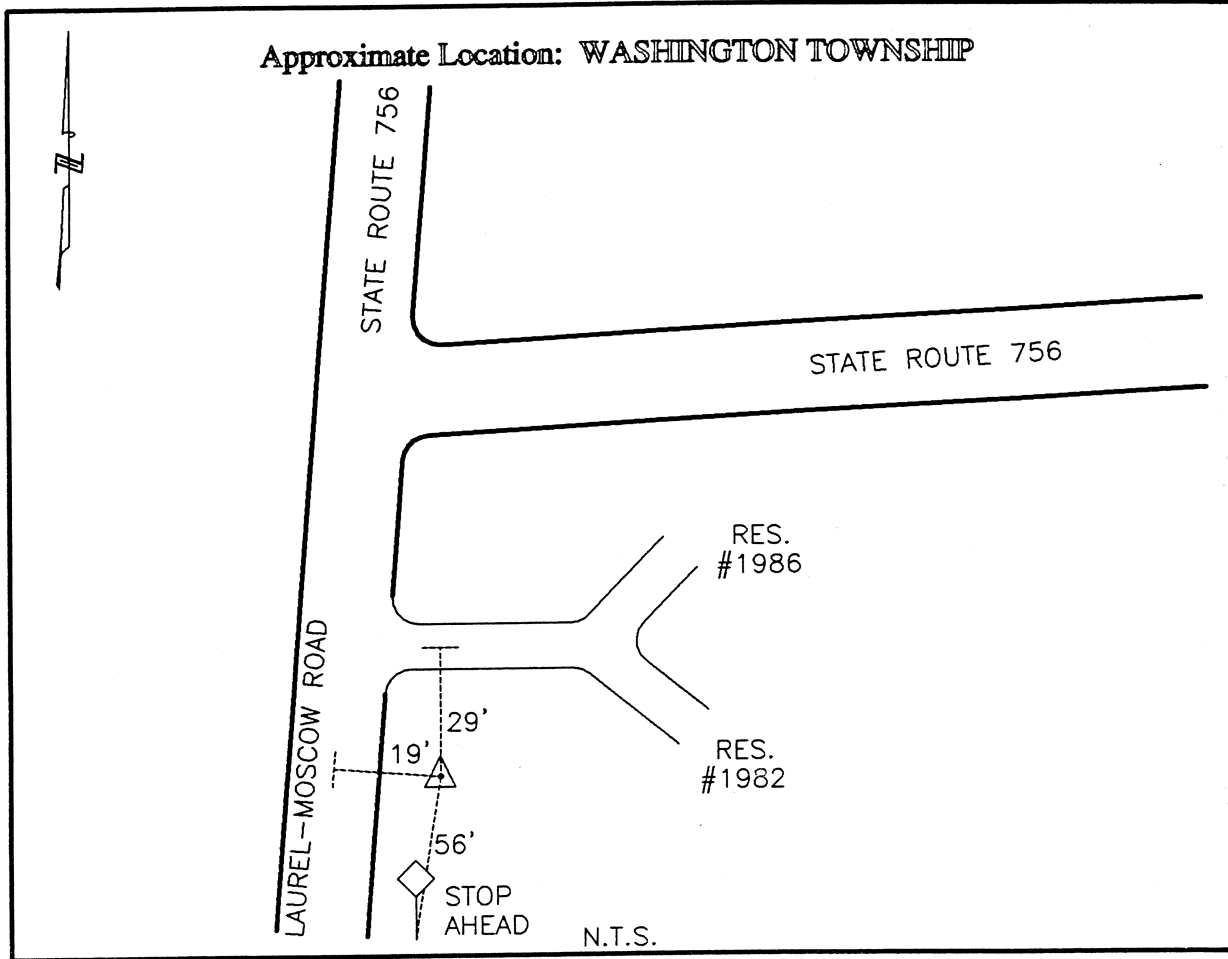 Approximate Location: WASHINGTON TOWNSHIP
N
STATE ROUTE 756
STATE ROUTE 756
RES.
#1986
LAUREL-MOSCOW ROAD
29'
19'
RES.
#1982
56'
STOP
AHEAD
N.T.S.